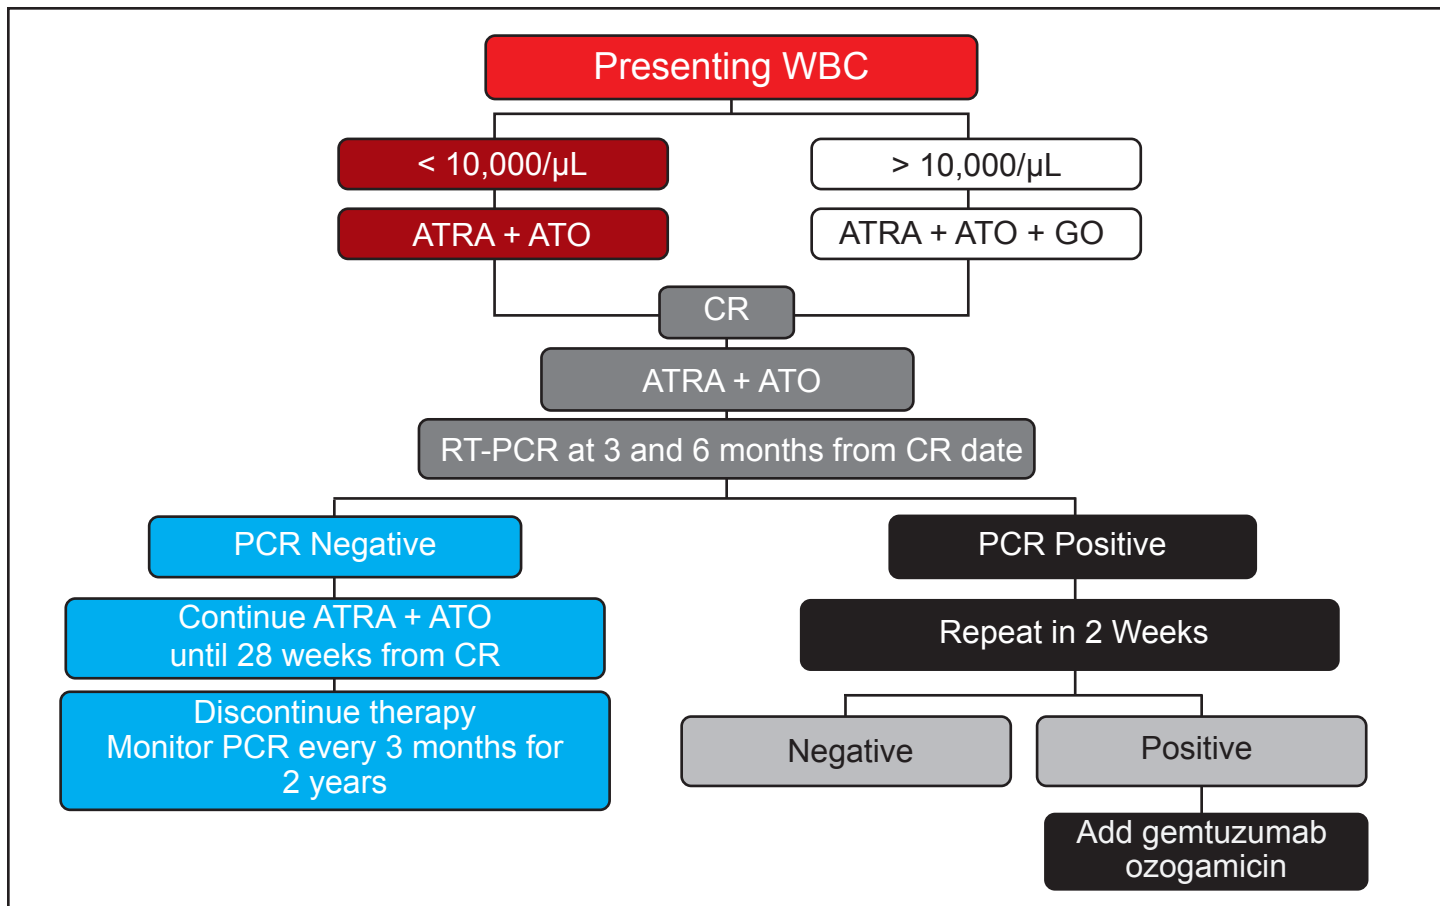 Presenting WBC
< 10,000/µL
> 10,000/µL
ATRA + ATO
ATRA + ATO + GO
CR
ATRA + ATO
RT-PCR at 3 and 6 months from CR date
PCR Negative
PCR Positive
Continue ATRA + ATO
until 28 weeks from CR
Repeat in 2 Weeks
Discontinue therapy
Monitor PCR every 3 months for
2 years
Negative
Positive
Add gemtuzumab
ozogamicin